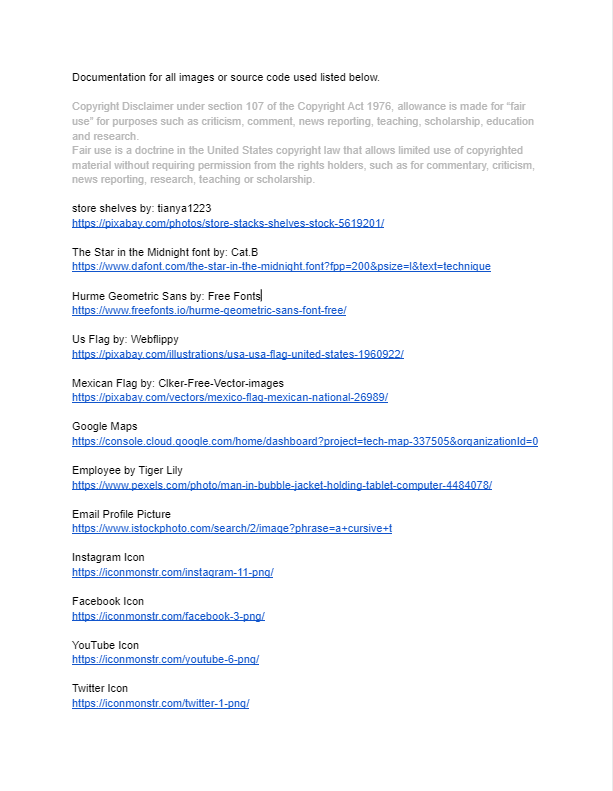 Documentation for all images or source code used listed below.
Copyright Disclaimer under section 107 of the Copyright Act 1976, allowance is made for “fair
use” for purposes such as criticism, comment, news reporting, teaching, scholarship, education
and research.
Fair use is a doctrine in the United States copyright law that allows limited use of copyrighted
material without requiring permission from the rights holders, such as for commentary, criticism,
news reporting, research, teaching or scholarship.
store shelves by: tianya1223
https://pixabay.com/photos/store-stacks-shelves-stock-5619201/
The Star in the Midnight font by: Cat.B
https://www.dafont.com/the-star-in-the-midnight.font?fpp=200&psize=l&text=technique
Hurme Geometric Sans by: Free Fonts
https://www.freefonts.io/hurme-geometric-sans-font-free/
Us Flag by: Webflippy
https://pixabay.com/illustrations/usa-usa-flag-united-states-1960922/
Mexican Flag by: Clker-Free-Vector-images
https://pixabay.com/vectors/mexico-flag-mexican-national-26989/
Google Maps
https://console.cloud.google.com/home/dashboard?project=tech-map-337505&organizationId=0
Employee by Tiger Lily
https://www.pexels.com/photo/man-in-bubble-jacket-holding-tablet-computer-4484078/
Email Profile Picture
https://www.istockphoto.com/search/2/image?phrase=a+cursive+t
Instagram Icon
https://iconmonstr.com/instagram-11-png/
Facebook Icon
https://iconmonstr.com/facebook-3-png/
YouTube Icon
https://iconmonstr.com/youtube-6-png/
Twitter Icon
https://iconmonstr.com/twitter-1-png/